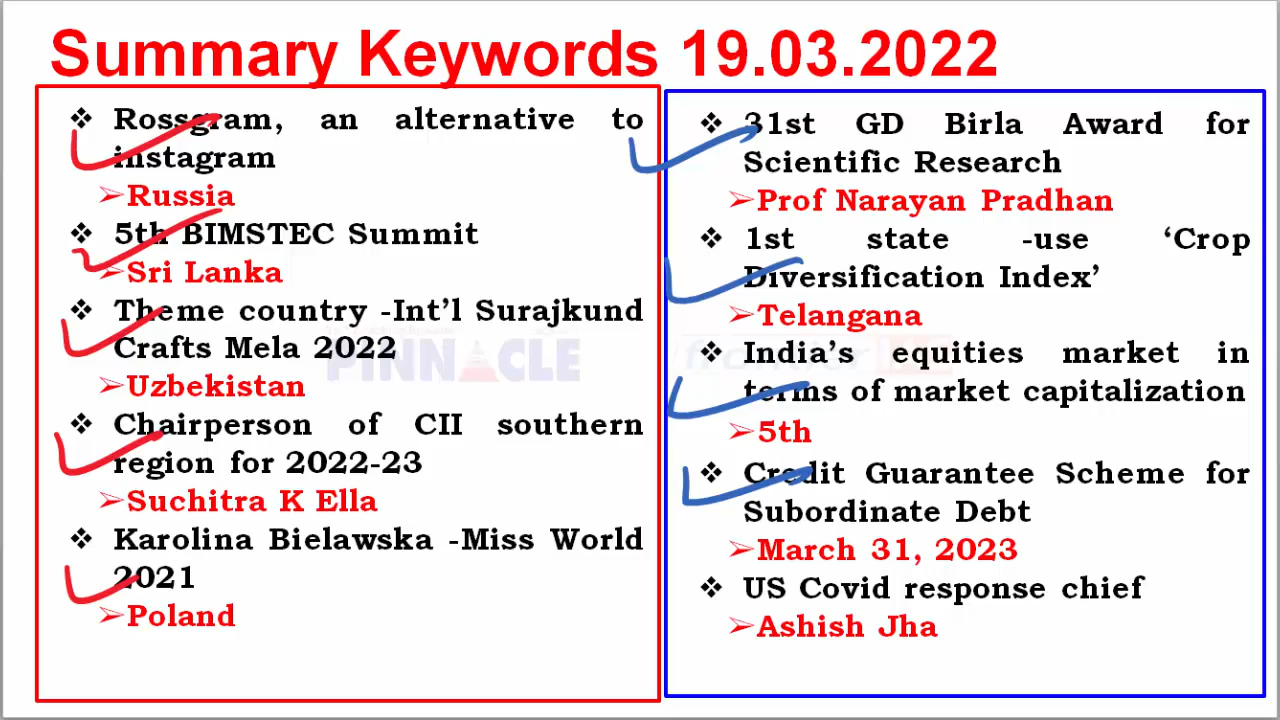 Summary Keywords 19.03.2022
❖ Rossgram, an alternative to
instagram
➢Russia
❖ 5th BIMSTEC Summit
➢Sri Lanka
❖ Theme country -Int’l Surajkund
Crafts Mela 2022
➢Uzbekistan
❖ Chairperson of CII southern
region for 2022-23
➢Suchitra K Ella
❖ Karolina Bielawska -Miss World
2021
➢Poland
❖ 31st GD Birla Award for
Scientific Research
➢Prof Narayan Pradhan
❖ 1st state -use ‘Crop
Diversification Index’
➢Telangana
❖ India’s equities market in
terms of market capitalization
➢5th
❖ Credit Guarantee Scheme for
Subordinate Debt
➢March 31, 2023
❖ US Covid response chief
➢Ashish Jha
PINNACLE
frontier